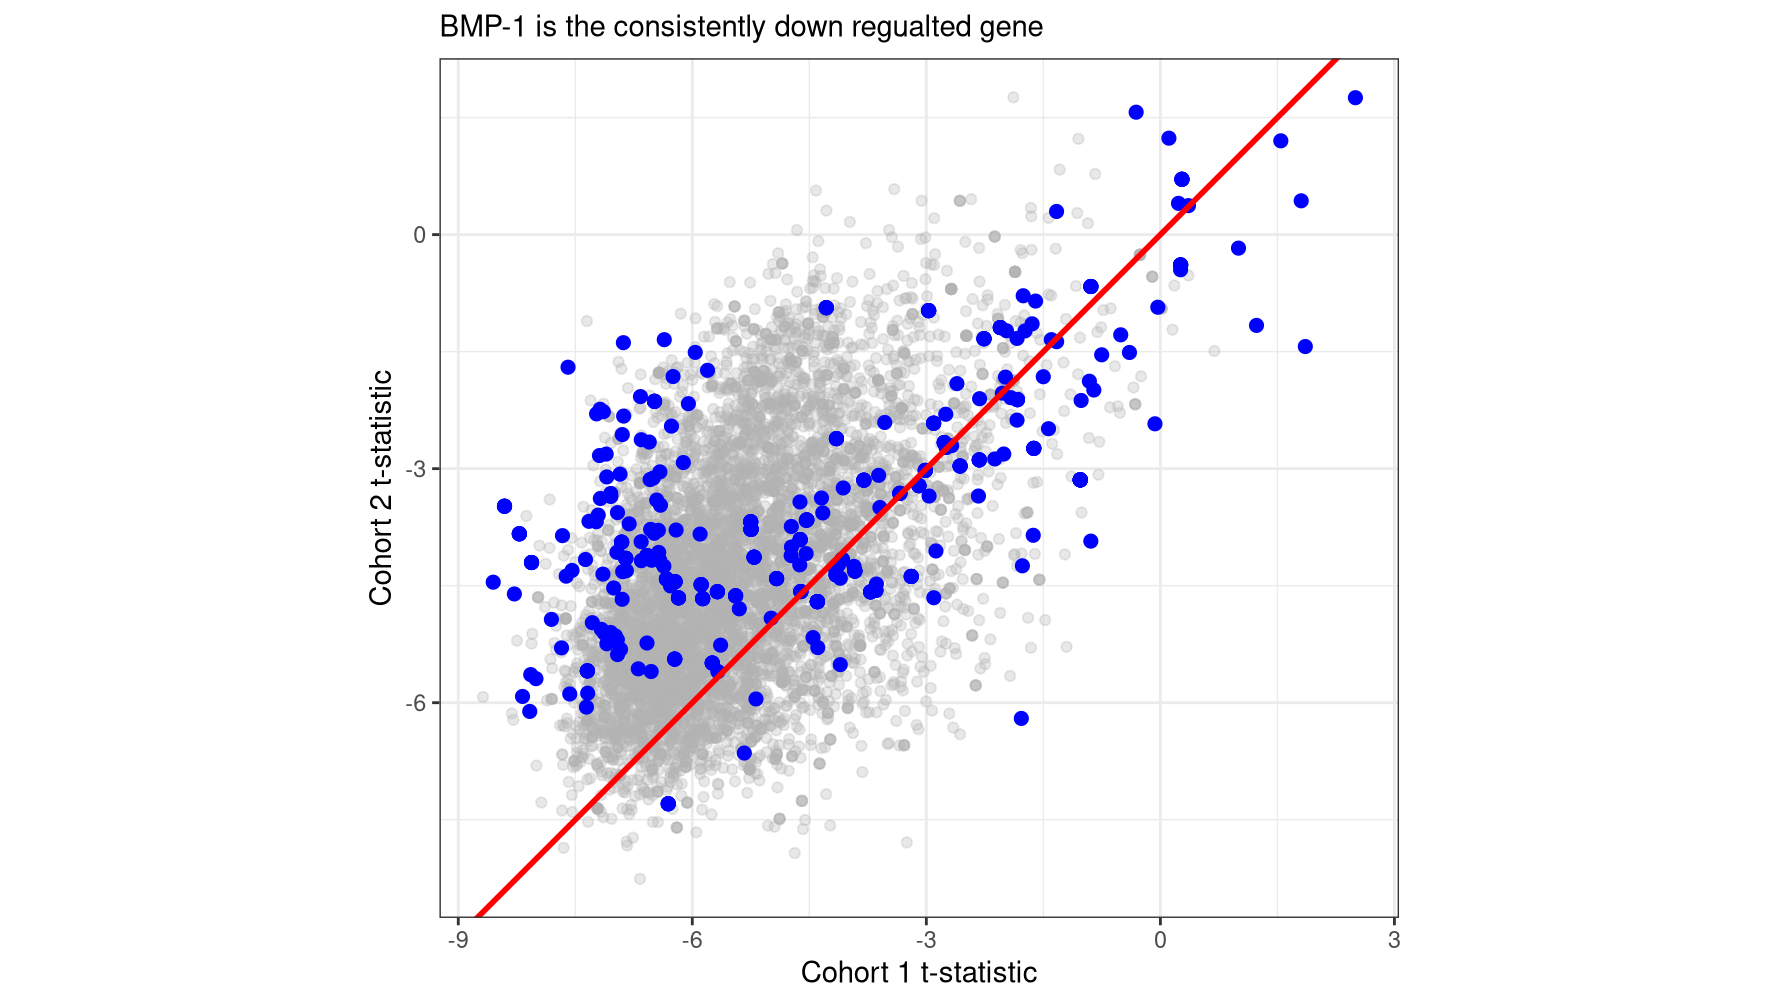 BMP-1 is the consistently down regualted gene
Cohort 2 t-statistic
0
-3
-6
-9 -6 -3 0 3
Cohort 1 t-statistic